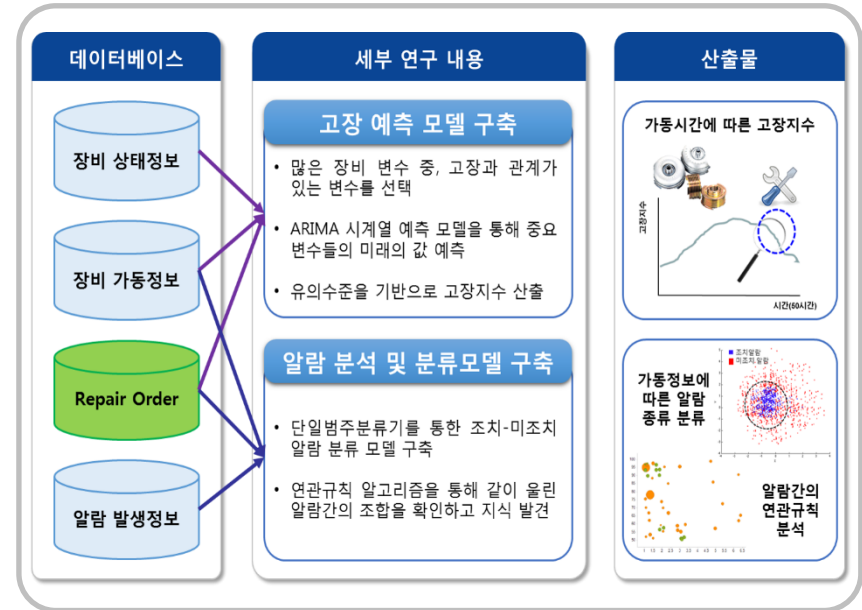 데이터베이스
장비 상태정보
장비 가동정보
Repair Order
알람 발생정보
세부 연구 내용
고장 예측 모델 구축
• 많은 장비 변수 중, 고장과 관계가
있는 변수를 선택
• ARIMA 시계열 예측 모델을 통해 중요
변수들의 미래의 값 예측
• 유의수준을 기반으로 고장지수 산출
알람 분석 및 분류모델 구축
• 단일범주분류기를 통한 조치-미조치
알람 분류 모델 구축
• 연관규칙 알고리즘을 통해 같이 울린
알람간의 조합을 확인하고 지식 발견
산출물
가동시간에 따른 고장지수
고장지수
시간(50시간)
조치알람
미조치.알람
가동정보에
따른 알람
종류 분류
알람간의
연관규칙
분석